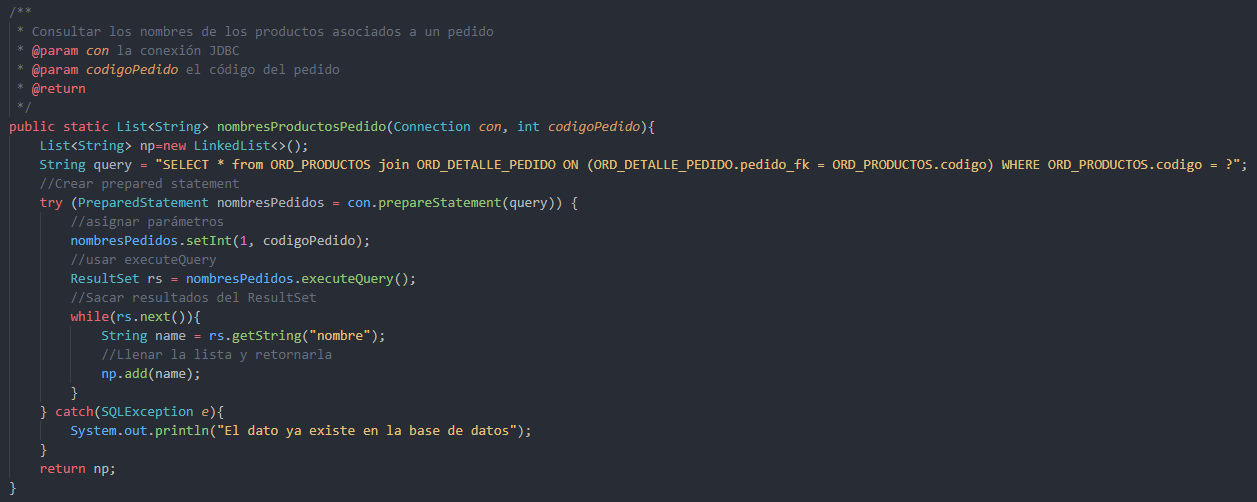 /**
 * Consultar los nombres de los productos asociados a un pedido
 * @param con la conexión JDBC
 * @param codigoPedido el código del pedido
 * @return
 */
public static List<String> nombresProductosPedido(Connection con, int codigoPedido){
    List<String> np=new LinkedList<>();
    String query = "SELECT * from ORD_PRODUCTOS join ORD_DETALLE_PEDIDO ON (ORD_DETALLE_PEDIDO.pedido_fk = ORD_PRODUCTOS.codigo) WHERE ORD_PRODUCTOS.codigo = ?";
    //Crear prepared statement
    try (PreparedStatement nombresPedidos = con.prepareStatement(query)) {
        //asignar parámetros
        nombresPedidos.setInt(1, codigoPedido);
        //usar executeQuery
        ResultSet rs = nombresPedidos.executeQuery();
        //Sacar resultados del ResultSet
        while(rs.next()){
            String name = rs.getString("nombre");
            //Llenar la lista y retornarla
            np.add(name);
        }
    } catch(SQLException e){
        System.out.println("El dato ya existe en la base de datos");
    }
    return np;
}